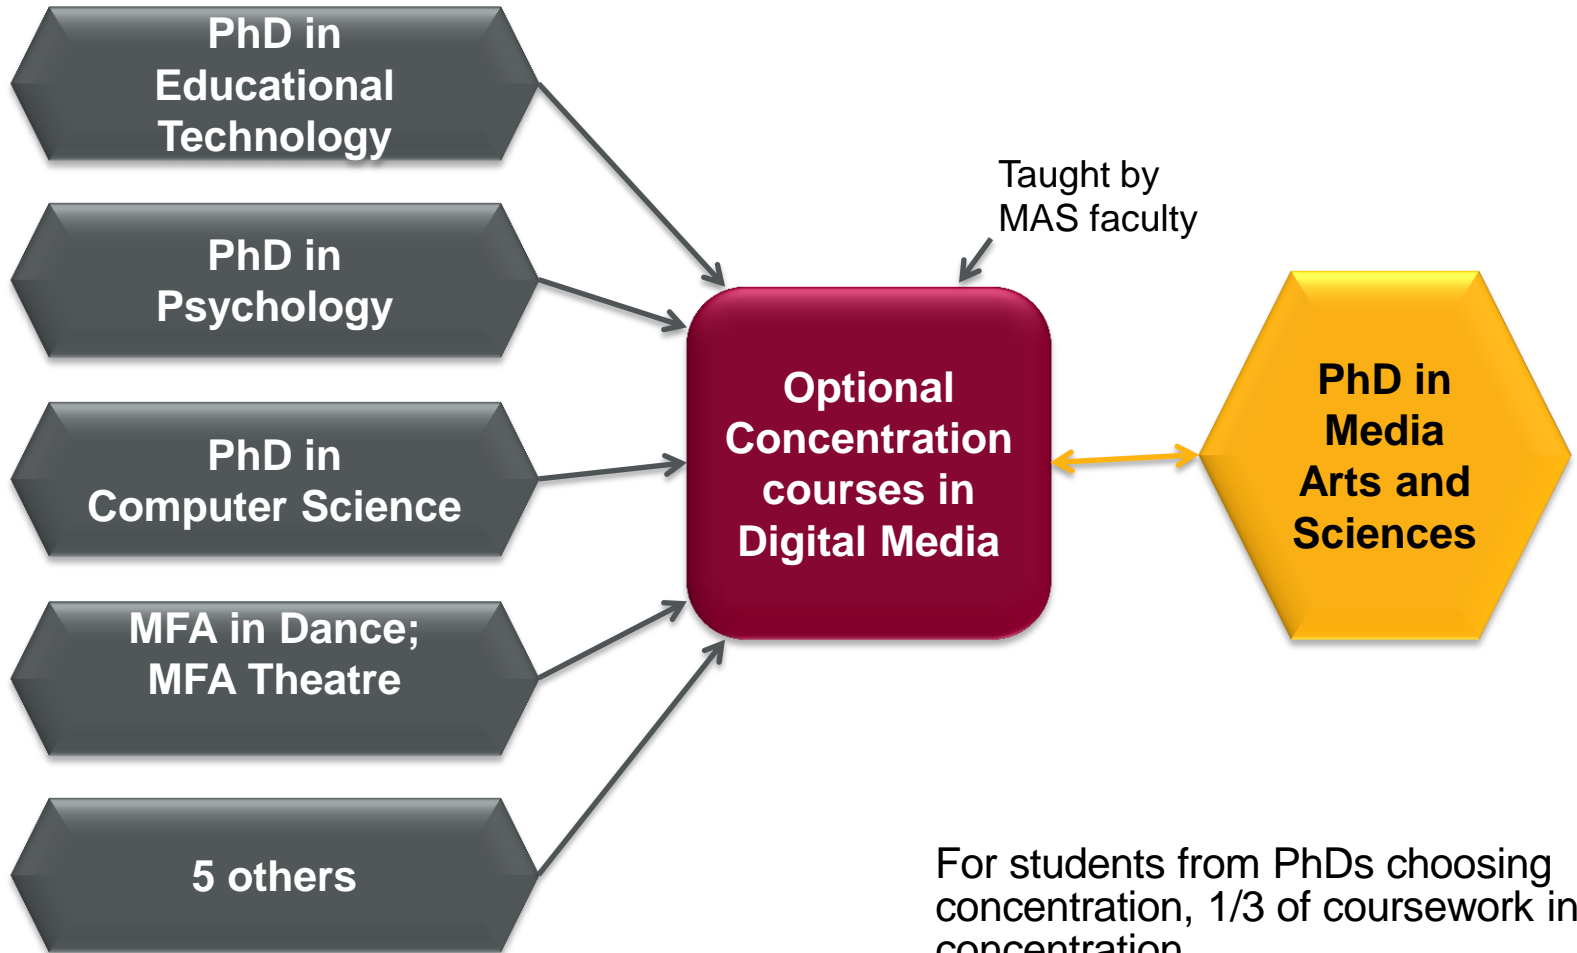 PhD in
Educational
Technology
PhD in
Psychology
PhD in
Computer Science
MFA in Dance;
MFA Theatre
5 others
Taught by
MAS faculty
Optional
Concentration
courses in
Digital Media
PhD in
Media
Arts and
Sciences
For students from PhDs choosing
concentration, 1/3 of coursework in
concentration